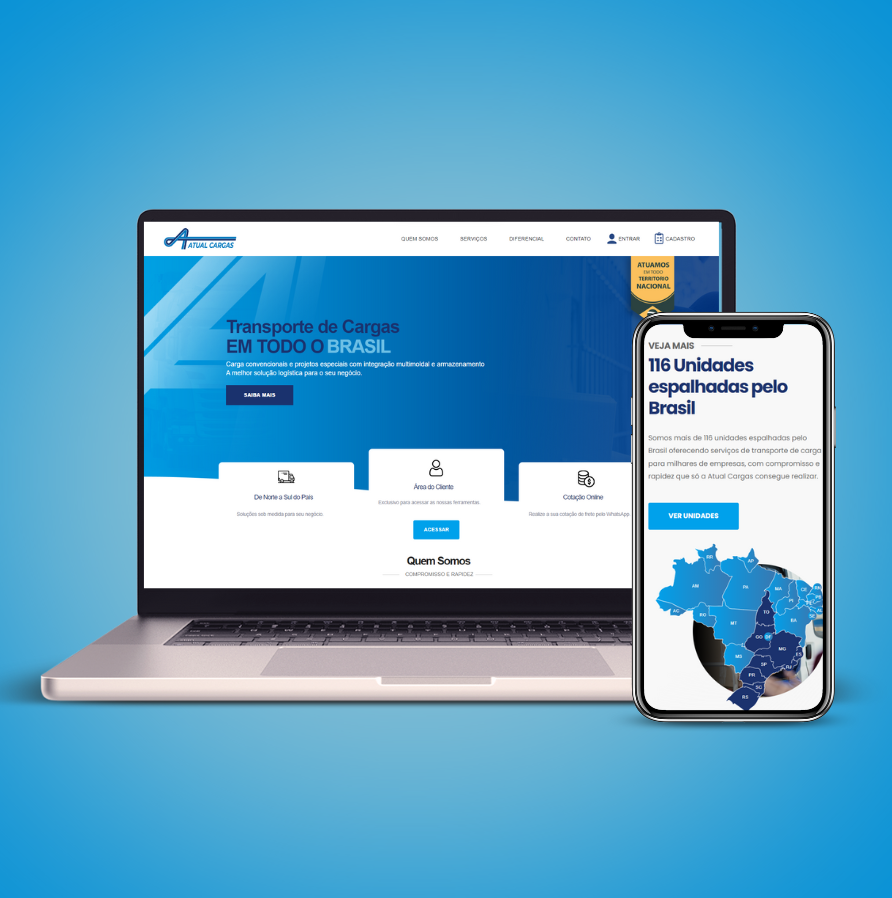 ATUAL CARGAS
QUEM SOMOS
SERVIÇOS
DIFERENCIAL
CONTATO
ENTRAR
CADASTRO
ATUAMOS
EM TODO
TERRITÓRIO
NACIONAL
Transporte de Cargas
EM TODO O BRASIL
Carga convencionais e projetos especiais com integração multimoldal e armazenamento
A melhor solução logística para o seu negócio.
SAIBA MAIS
De Norte a Sul do País
Soluções sob medida para seu negócio.
Área do Cliente
Exclusivo para acessar as nossas ferramentas.
ACESSAR
Cotação Online
Realize a sua cotação de frete pelo WhatsApp.
Quem Somos
COMPROMISSO E RAPIDEZ
VEJA MAIS
116 Unidades
espalhadas pelo
Brasil
Somos mais de 116 unidades espalhadas pelo
Brasil oferecendo serviços de transporte de carga
para milhares de empresas, com compromisso e
rapidez que só a Atual Cargas consegue realizar.
VER UNIDADES
RR
AP
AM
PA
MA
CE
PI
AC
RO
TO
MT
BA
GO
DF
MG
MS
ES
SP
RJ
PR
SC
RS